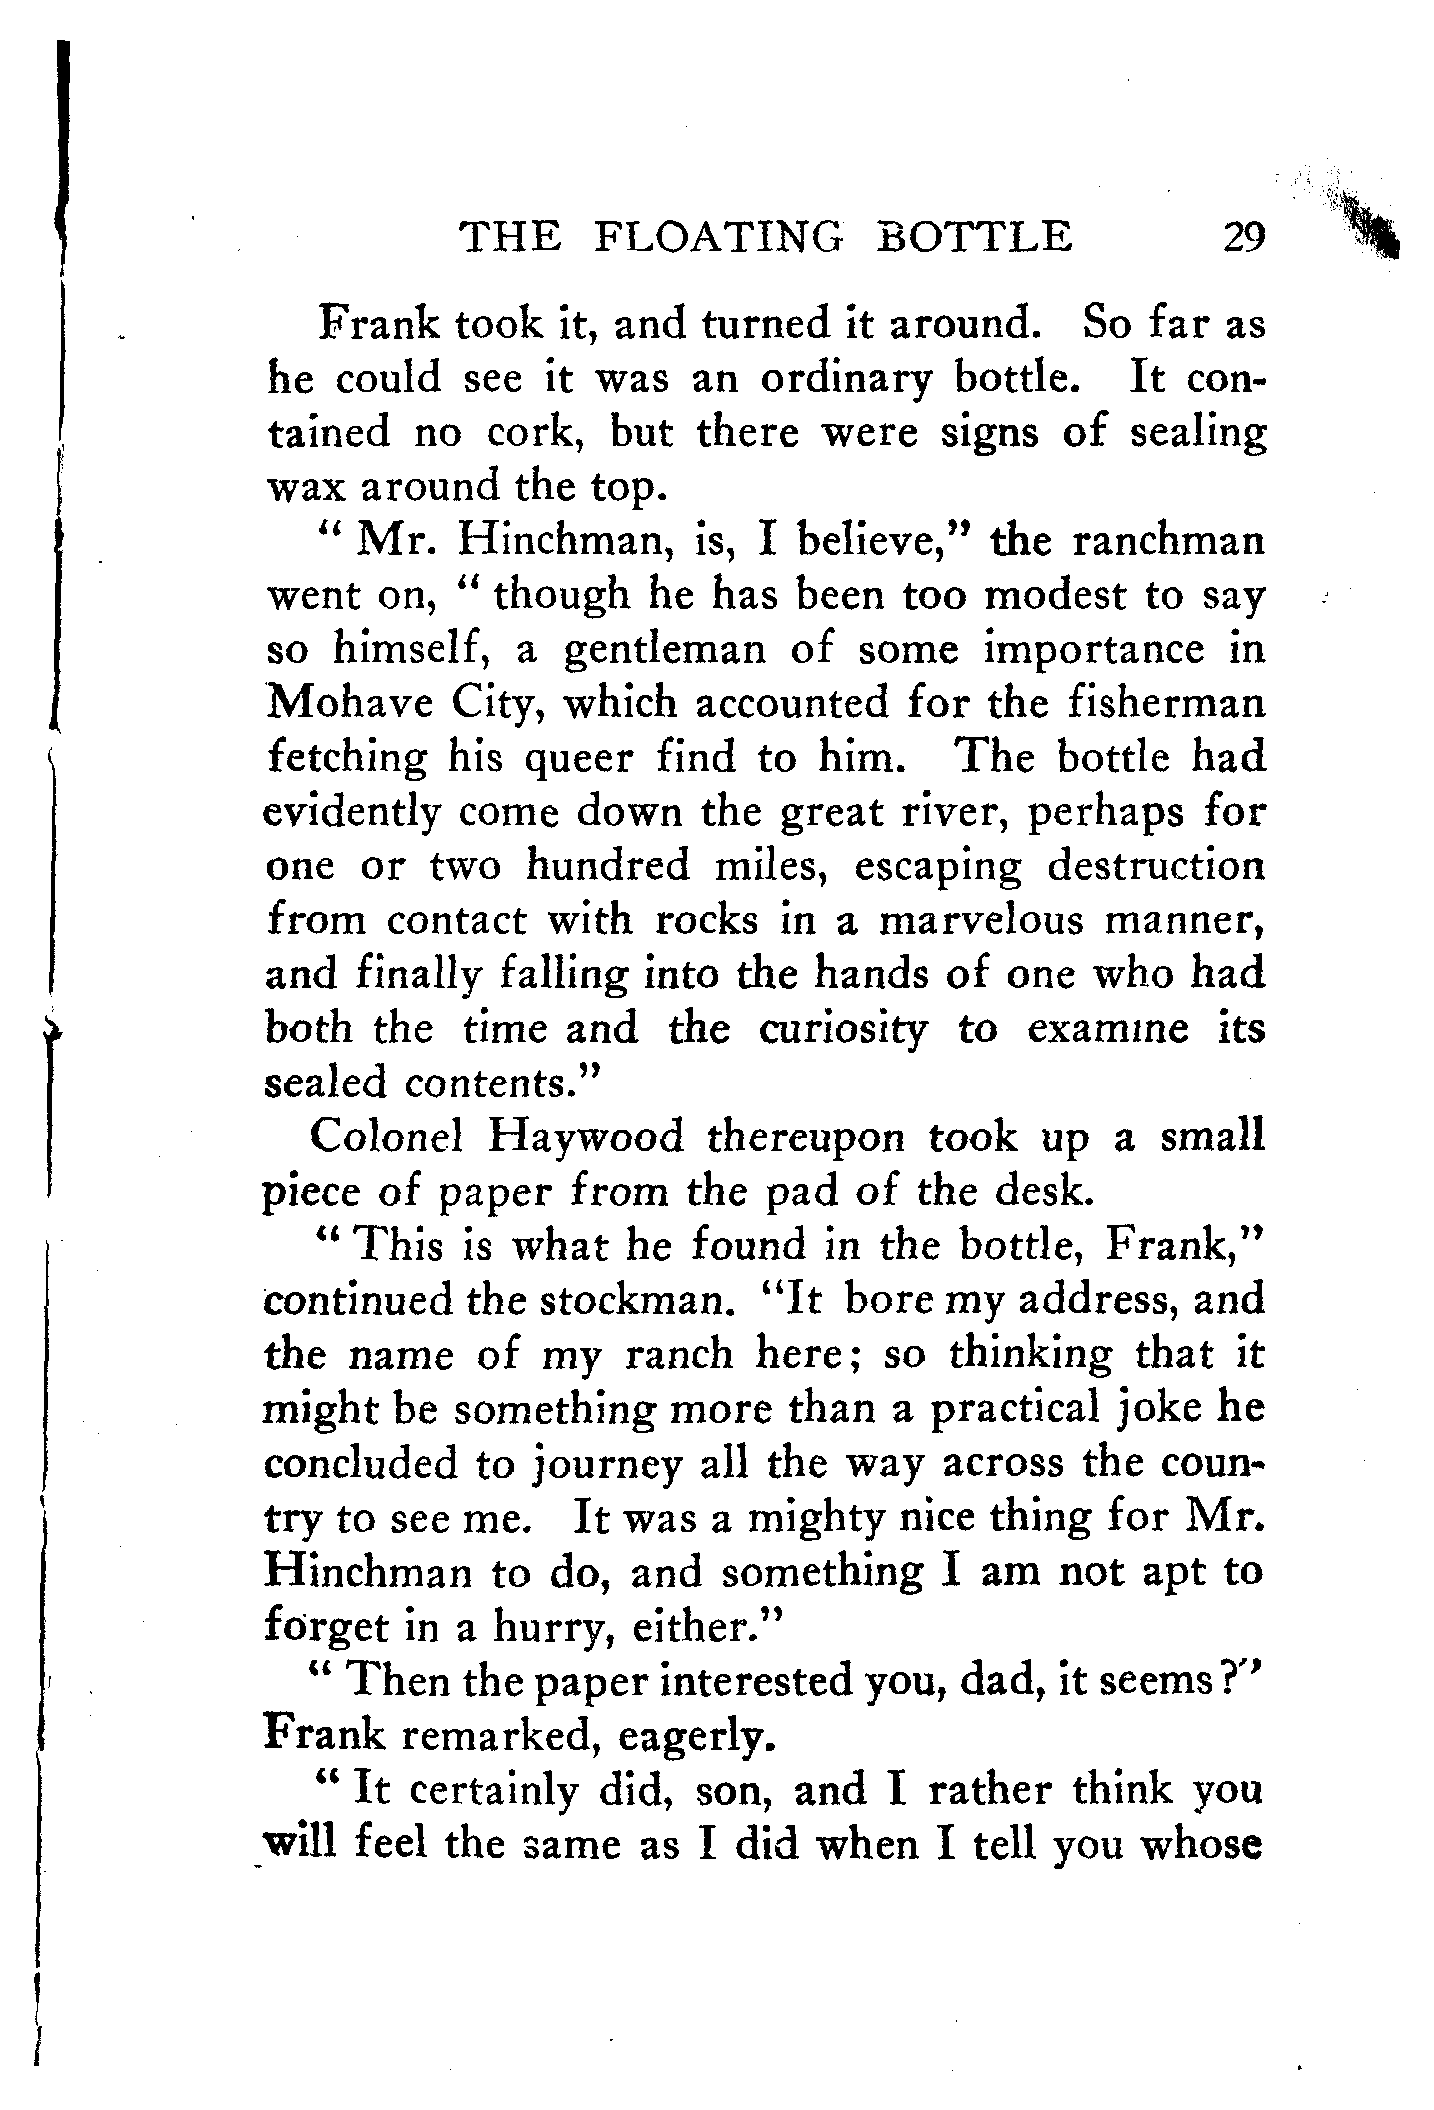 THE FLOATING BOTTLE 29
Frank took it, and turned it around. So far as
he could see it was an ordinary bottle. It con-
tained no cork, but there were signs of sealing
wax around the top.
" Mr. Hinchman, is, I believe," the ranchman
went on, " though he has been too modest to say
so himself, a gentleman of some importance in
Mohave City, which accounted for the fisherman
fetching his queer find to him. The bottle had
evidently come down the great river, perhaps for
one or two hundred miles, escaping destruction
from contact with rocks in a marvelous manner,
and finally falling into the hands of one who had
both the time and the curiosity to examine its
sealed contents."
Colonel Haywood thereupon took up a small
piece of paper from the pad of the desk.
" This is what he found in the bottle, Frank,"
continued the stockman. "It bore my address, and
the name of my ranch here; so thinking that it
might be something more than a practical joke he
concluded to journey all the way across the coun-
try to see me. It was a mighty nice thing for Mr.
Hinchman to do, and something I am not apt to
forget in a hurry, either."
" Then the paper interested you, dad, it seems?"
Frank remarked, eagerly.
" It certainly did, son, and I rather think you
will feel the same as I did when I tell you whose